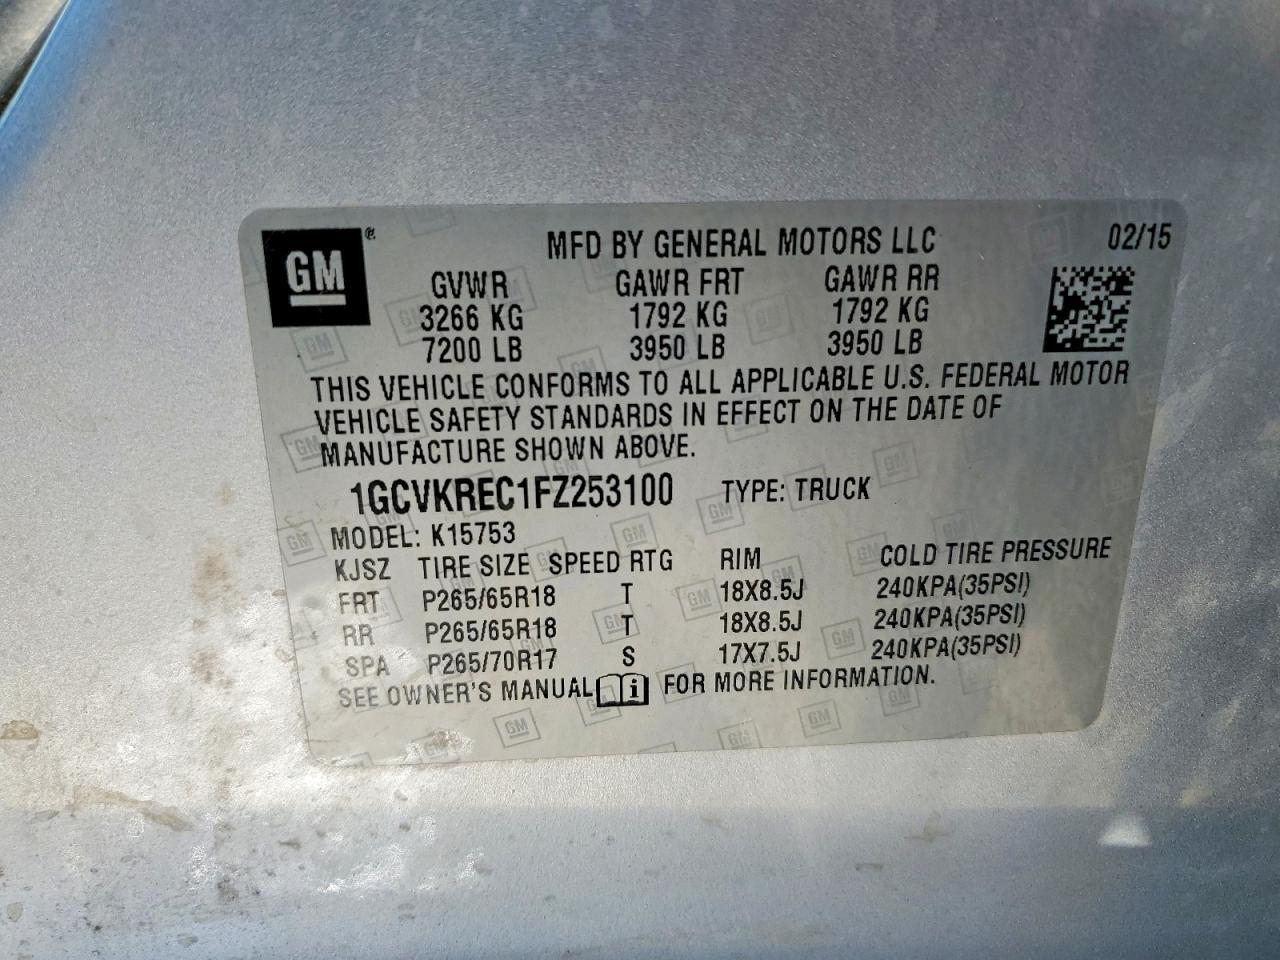 GM® MFD BY GENERAL MOTORS LLC 02/15
GVWR GAWR FRT GAWR RR
3266 KG 1792 KG 1792 KG
7200 LB 3950 LB 3950 LB
THIS VEHICLE CONFORMS TO ALL APPLICABLE U.S. FEDERAL MOTOR
VEHICLE SAFETY STANDARDS IN EFFECT ON THE DATE OF
MANUFACTURE SHOWN ABOVE.
1GCVKREC1FZ253100 TYPE: TRUCK
MODEL: K15753
KJSZ TIRE SIZE SPEED RTG RIM COLD TIRE PRESSURE
FRT P265/65R18 T 18X8.5J 240KPA(35PSI)
RR P265/65R18 T 18X8.5J 240KPA(35PSI)
SPA P265/70R17 S 17X7.5J 240KPA(35PSI)
SEE OWNER'S MANUAL i FOR MORE INFORMATION.